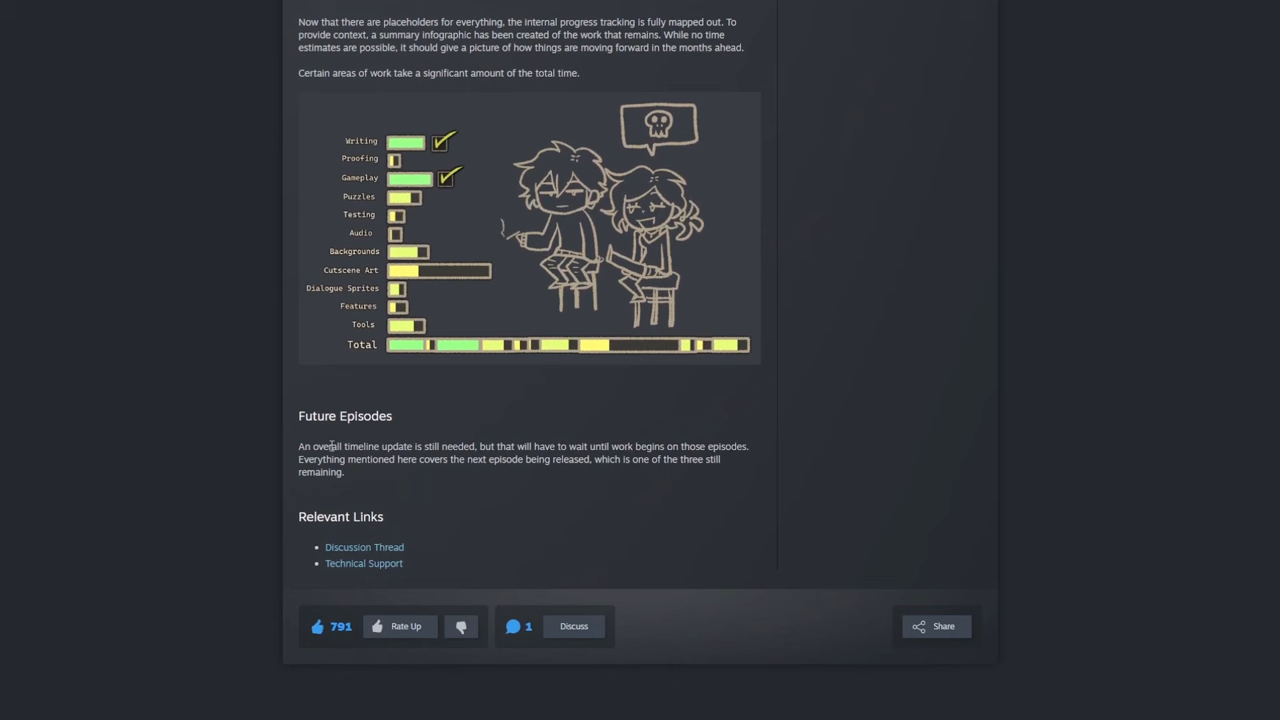 Now that there are placeholders for everything, the internal progress tracking is fully mapped out. To
provide context, a summary infographic has been created of the work that remains. While no time
estimates are possible, it should give a picture of how things are moving forward in the months ahead.
Certain areas of work take a significant amount of the total time.
Writing
Proofing
Gameplay
Puzzles
Testing
Audio
Backgrounds
Cutscene Art
Dialogue Sprites
Features
Tools
Total
Future Episodes
An overall timeline update is still needed, but that will have to wait until work begins on those episodes.
Everything mentioned here covers the next episode being released, which is one of the three still
remaining.
Relevant Links
Discussion Thread
Technical Support
791 Rate Up 1 Discuss Share